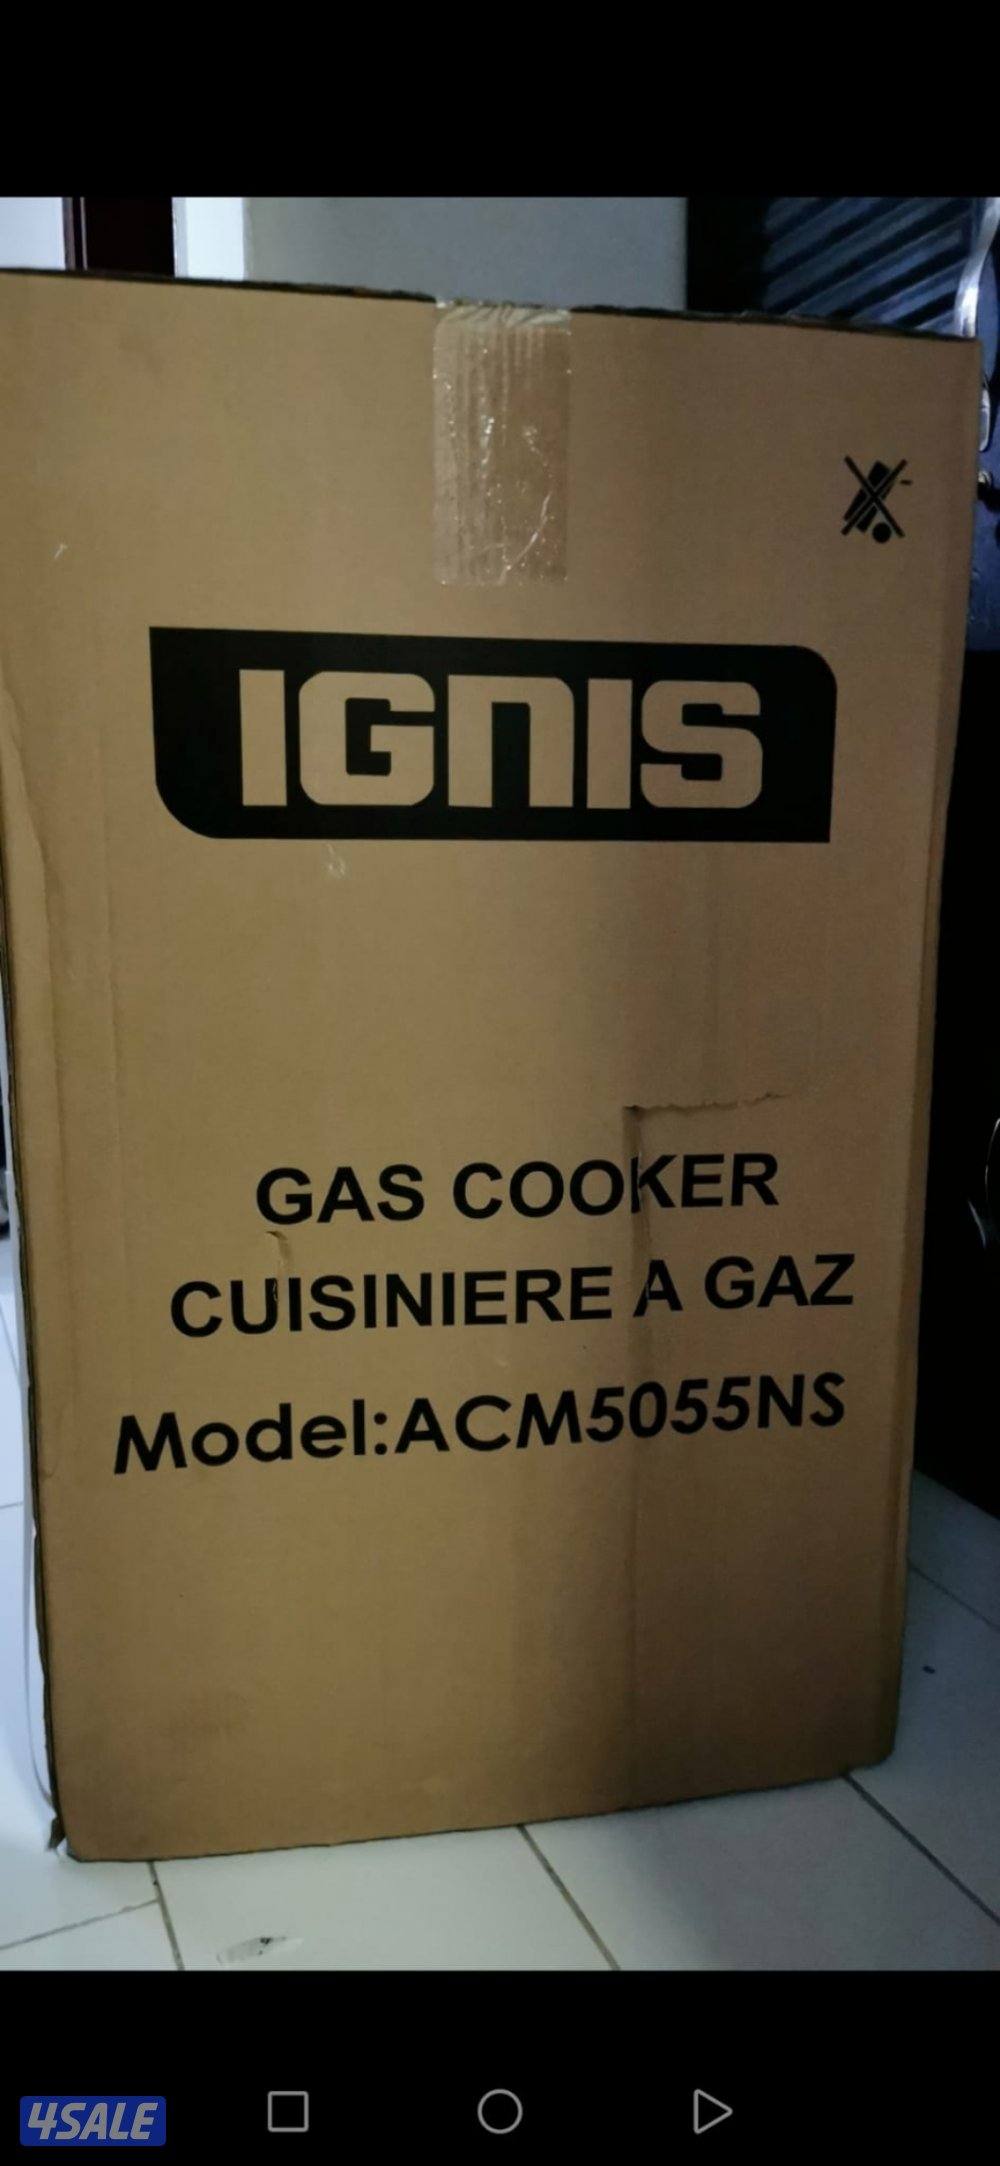 IGNIS
GAS COOKER
CUISINIERE A GAZ
Model:ACM5055NS
4SALE